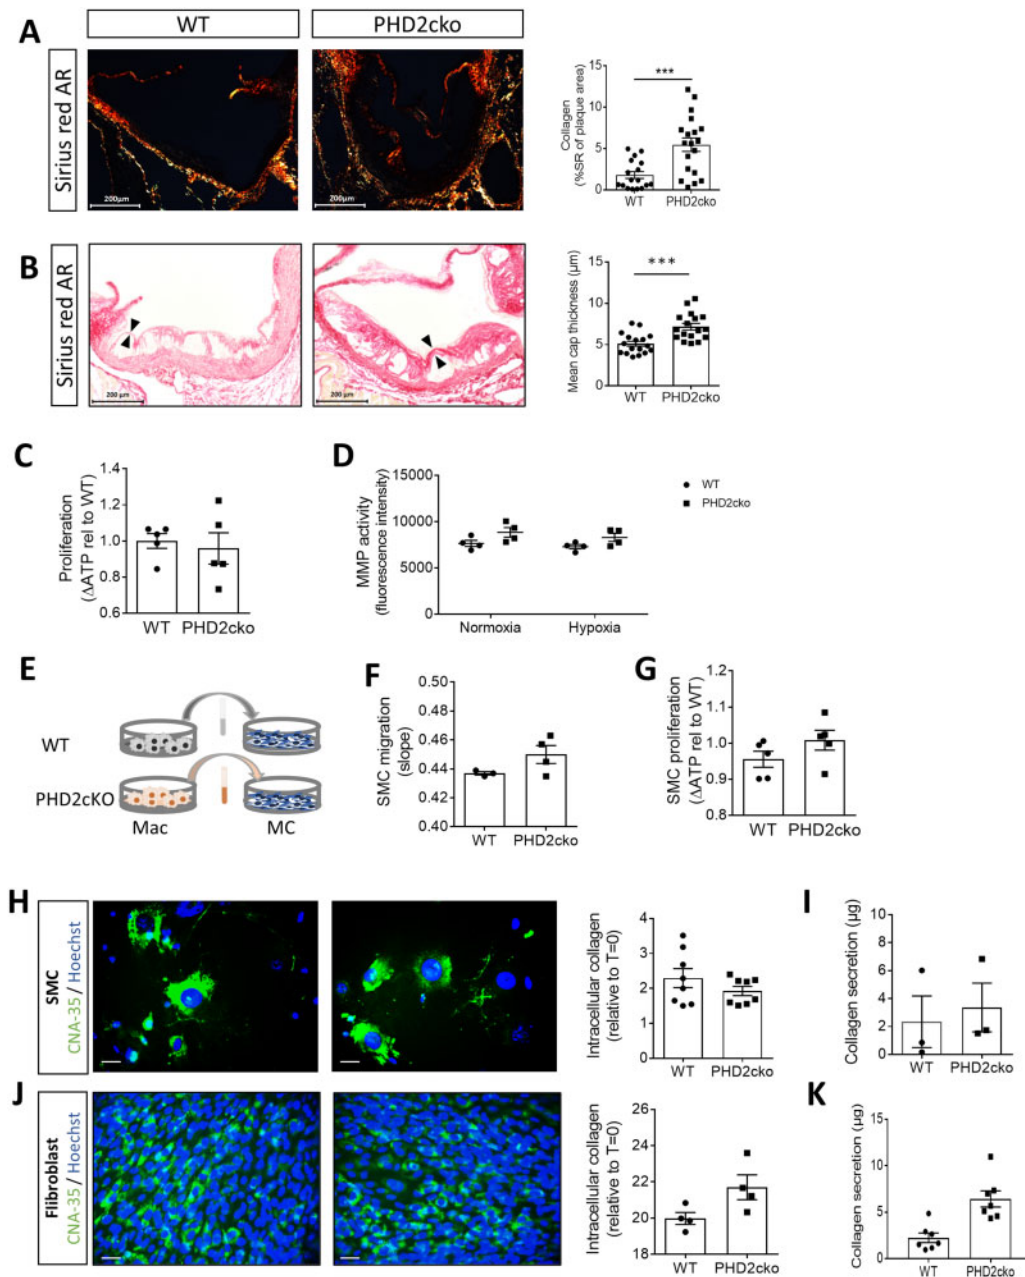 WT
PHD2cko
A
Sirius red AR
200µm
200µm
Collagen
(%SR of plaque area)
15
10
5
0
***
WT
PHD2cko
B
Sirius red AR
200 µm
200 µm
Mean cap thickness (µm)
15
10
5
0
***
WT
PHD2cko
C
Proliferation
(ΔATP rel to WT)
1.4
1.2
1.0
0.8
0.6
WT
PHD2cko
D
MMP activity
(fluorescence intensity)
15000
10000
5000
0
Normoxia
Hypoxia
WT
PHD2cko
E
WT
PHD2cKO
Mac
MC
F
SMC migration
(slope)
0.50
0.48
0.46
0.44
0.42
0.40
WT
PHD2cko
G
SMC proliferation
(ΔATP rel to WT)
1.2
1.1
1.0
0.9
0.8
WT
PHD2cko
H
SMC
CNA-35 / Hoechst
Intracellular collagen
(relative to T=0)
4
3
2
1
0
WT
PHD2cko
I
Collagen secretion (µg)
10
8
6
4
2
0
WT
PHD2cko
J
Flibroblast
CNA-35 / Hoechst
Intracellular collagen
(relative to T=0)
26
24
22
20
18
WT
PHD2cko
K
Collagen secretion (µg)
15
10
5
0
WT
PHD2cko